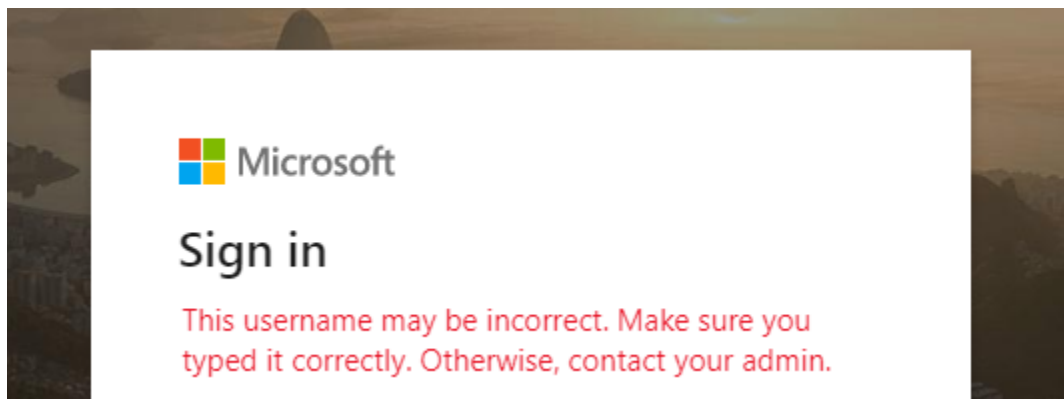 Microsoft
Sign in
This username may be incorrect. Make sure you
typed it correctly. Otherwise, contact your admin.